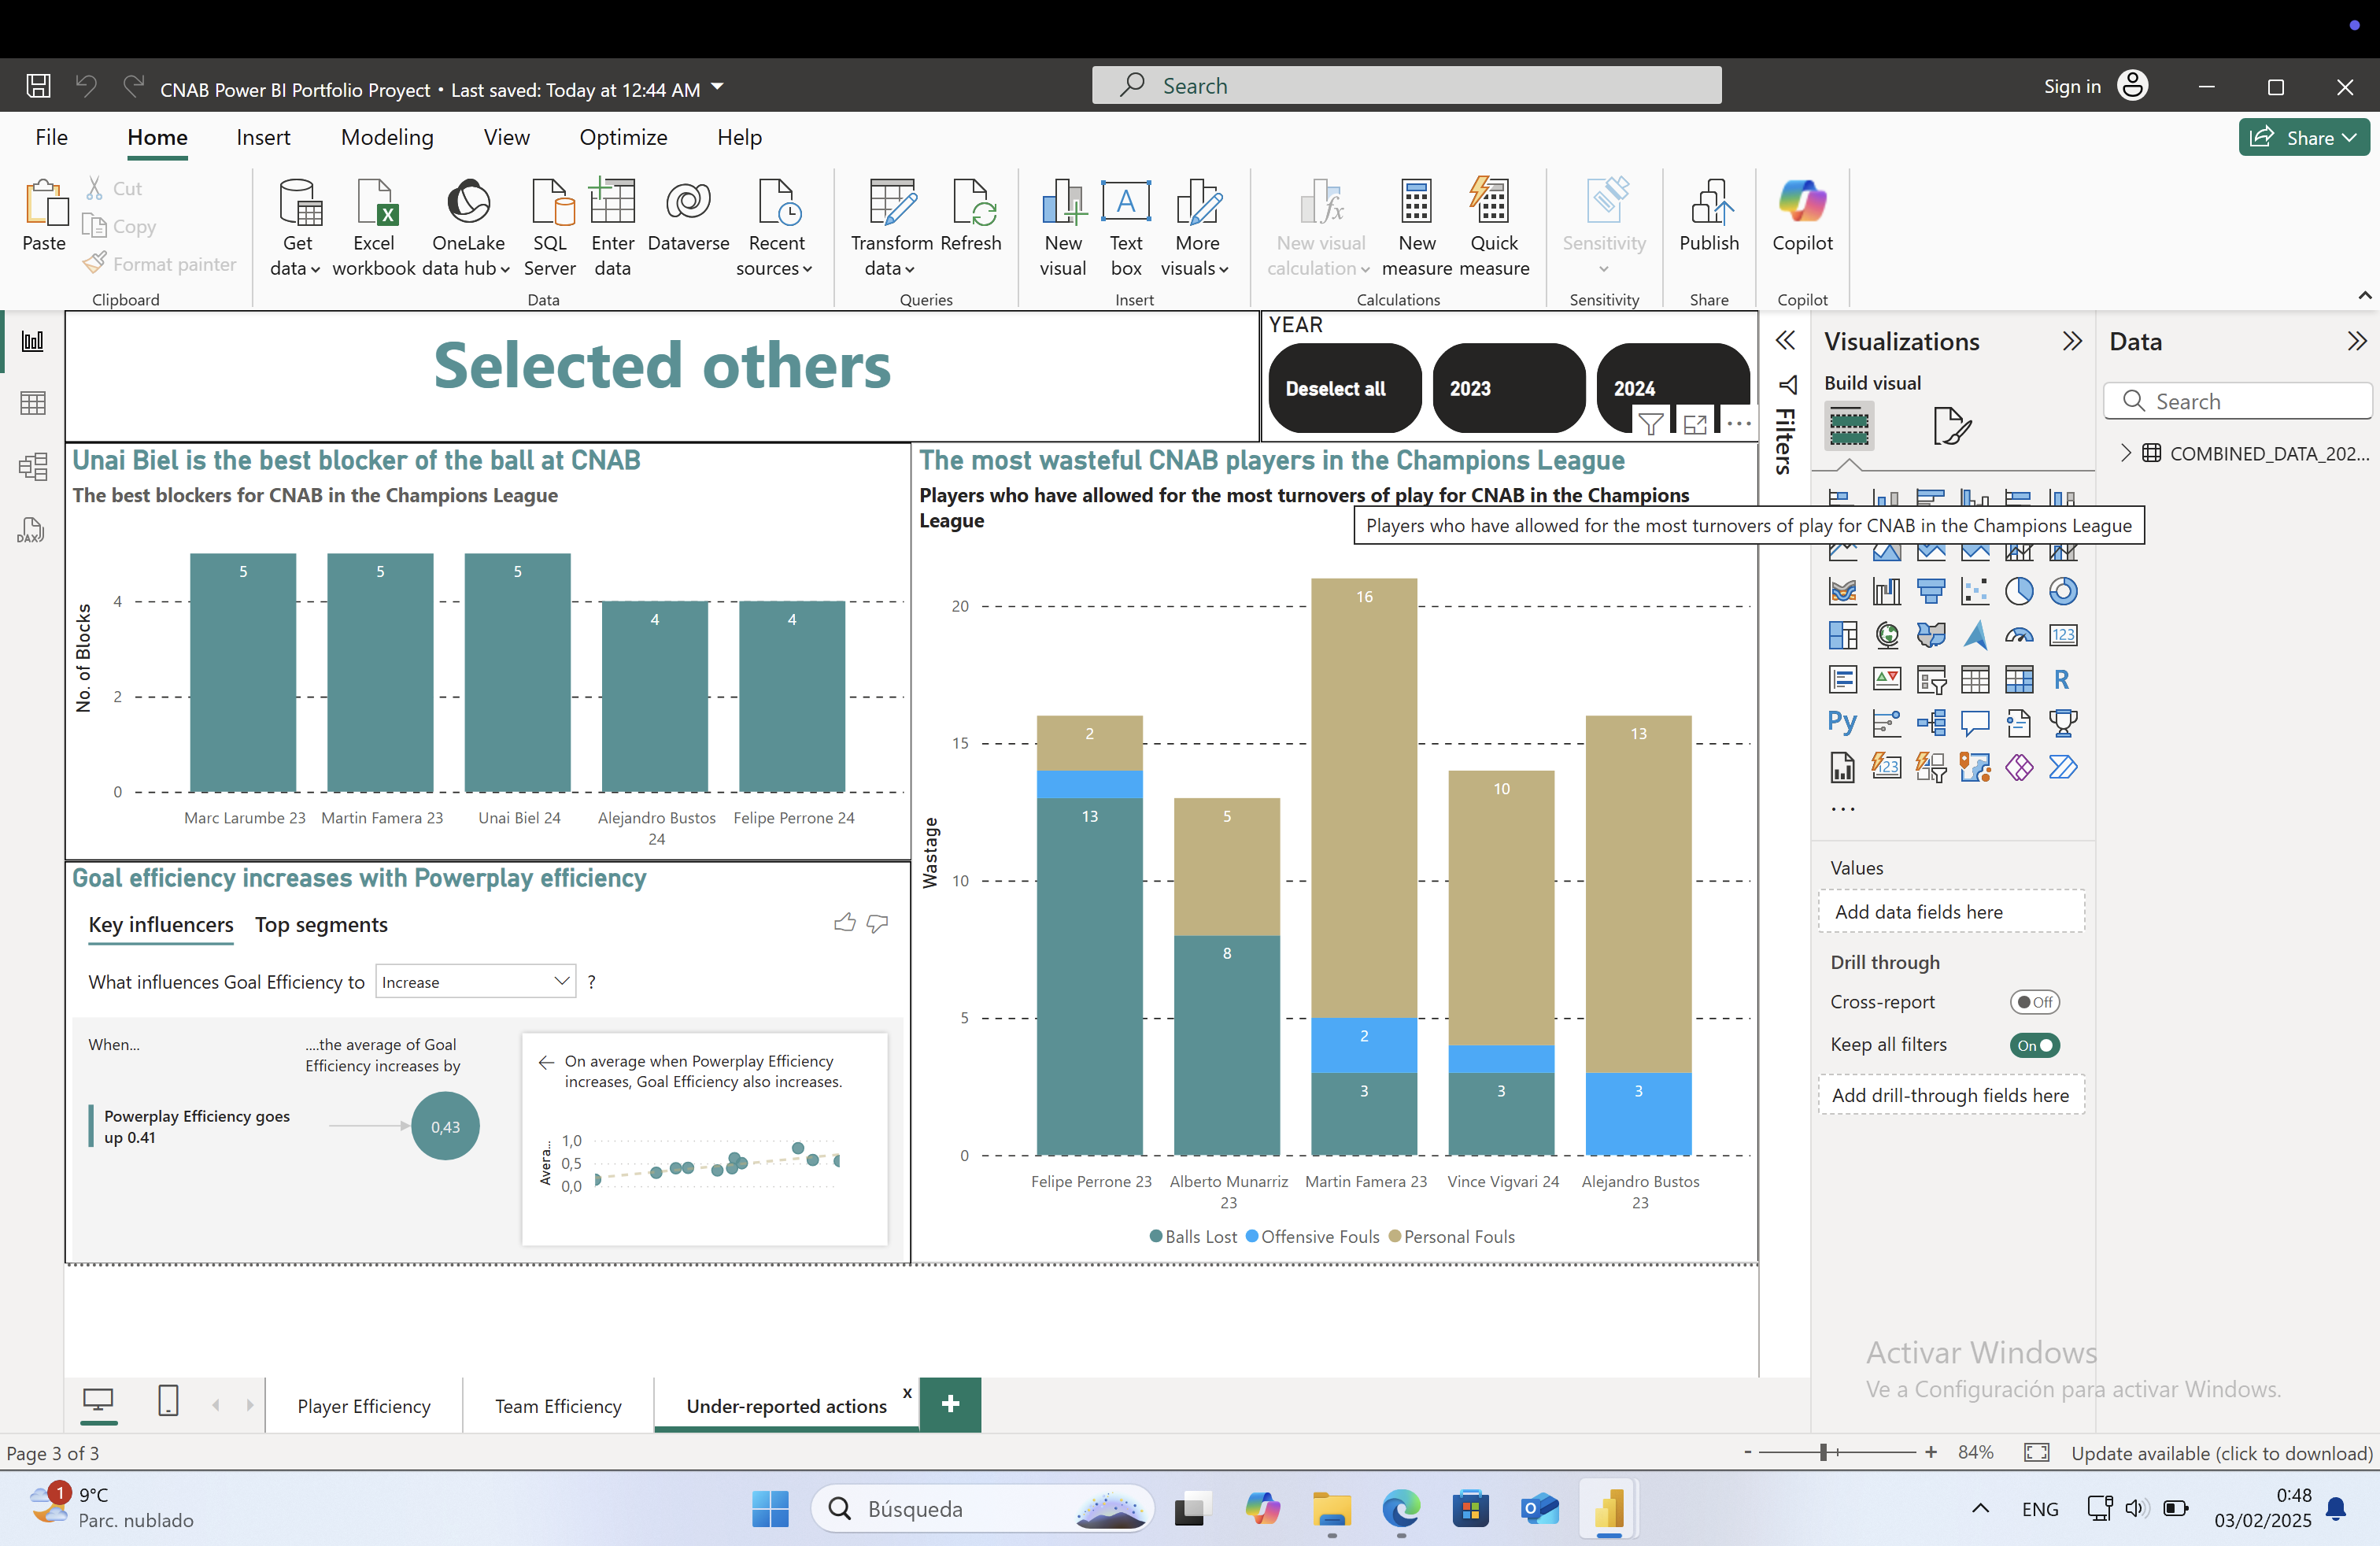 CNAB Power BI Portfolio Proyect • Last saved: Today at 12:44 AM
Search
Sign in
File Home Insert Modeling View Optimize Help
Share
Paste
Cut
Copy
Format painter
Clipboard
Get data
Excel workbook
OneLake data hub
SQL Server
Enter data
Dataverse
Recent sources
Data
Transform data
Refresh
Queries
New visual
Text box
More visuals
Insert
New visual calculation
New measure
Quick measure
Calculations
Sensitivity
Sensitivity
Publish
Share
Copilot
Copilot
Selected others
YEAR
Deselect all
2023
2024
Unai Biel is the best blocker of the ball at CNAB
The best blockers for CNAB in the Champions League
No. of Blocks
4
2
0
5
5
5
4
4
Marc Larumbe 23
Martin Famera 23
Unai Biel 24
Alejandro Bustos 24
Felipe Perrone 24
Goal efficiency increases with Powerplay efficiency
Key influencers Top segments
What influences Goal Efficiency to Increase ?
When...
....the average of Goal
Efficiency increases by
Powerplay Efficiency goes
up 0.41
0,43
On average when Powerplay Efficiency
increases, Goal Efficiency also increases.
Avera...
1,0
0,5
0,0
The most wasteful CNAB players in the Champions League
Players who have allowed for the most turnovers of play for CNAB in the Champions
League
Players who have allowed for the most turnovers of play for CNAB in the Champions League
Wastage
20
15
10
5
0
2
13
5
8
16
2
3
10
3
13
3
Felipe Perrone 23
Alberto Munarriz 23
Martin Famera 23
Vince Vigvari 24
Alejandro Bustos 23
Balls Lost Offensive Fouls Personal Fouls
Filters
Visualizations
Build visual
123
R
Py
123
...
Values
Add data fields here
Drill through
Cross-report
Off
Keep all filters
On
Add drill-through fields here
Data
Search
COMBINED_DATA_202...
DAX
Activar Windows
Ve a Configuración para activar Windows.
Player Efficiency
Team Efficiency
Under-reported actions
x
+
Page 3 of 3
- + 84%
Update available (click to download)
1
9°C
Parc. nublado
Búsqueda
ENG
0:48
03/02/2025